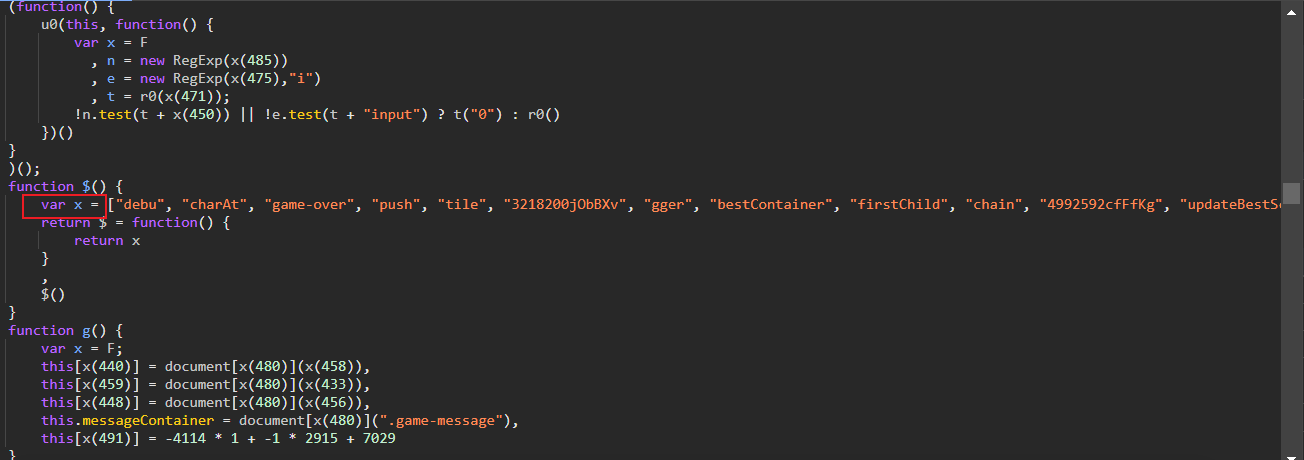 (function() {
    u0(this, function() {
        var x = F
          , n = new RegExp(x(485))
          , e = new RegExp(x(475),"i")
          , t = r0(x(471));
        !n.test(t + x(450)) || !e.test(t + "input") ? t("0") : r0()
    })()
}
)();
function $() {
    var x = ["debu", "charAt", "game-over", "push", "tile", "3218200jObBXv", "gger", "bestContainer", "firstChild", "chain", "4992592cfFfKg", "updateBestSc
    return $ = function() {
        return x
    }
    ,
    $()
}
function g() {
    var x = F;
    this[x(440)] = document[x(480)](x(458)),
    this[x(459)] = document[x(480)](x(433)),
    this[x(448)] = document[x(480)](x(456)),
    this.messageContainer = document[x(480)](".game-message"),
    this[x(491)] = -4114 * 1 + -1 * 2915 + 7029
}